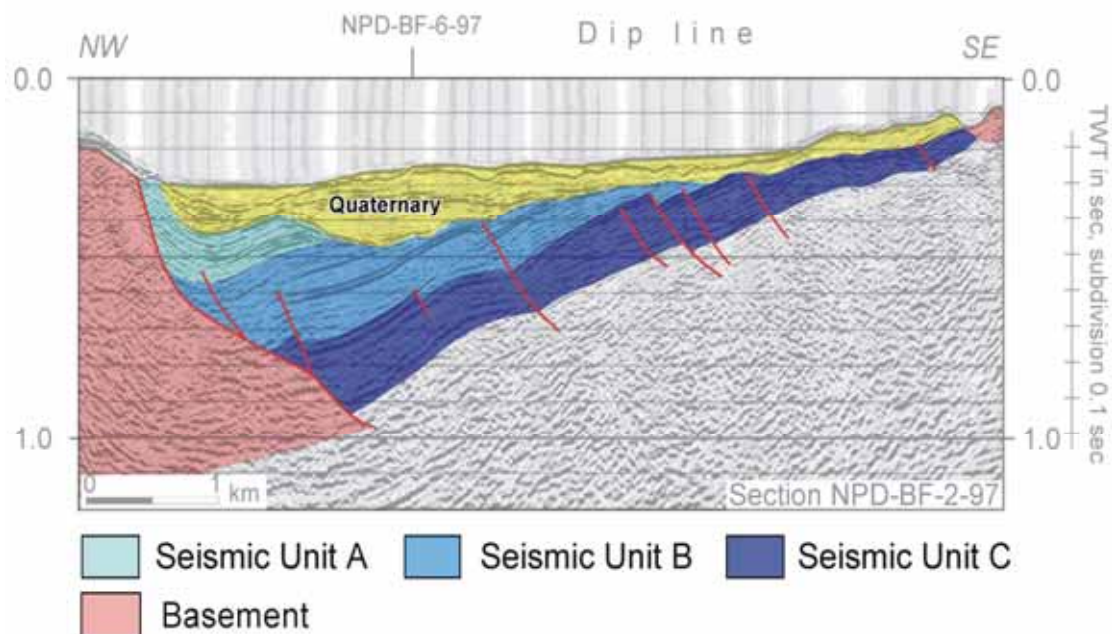 NPD-BF-6-97
Dip line
NW
SE
0.0
0.0
Quaternary
TWT in sec, subdivision 0.1 sec
1.0
1.0
0
1
km
Section NPD-BF-2-97
Seismic Unit A
Seismic Unit B
Seismic Unit C
Basement